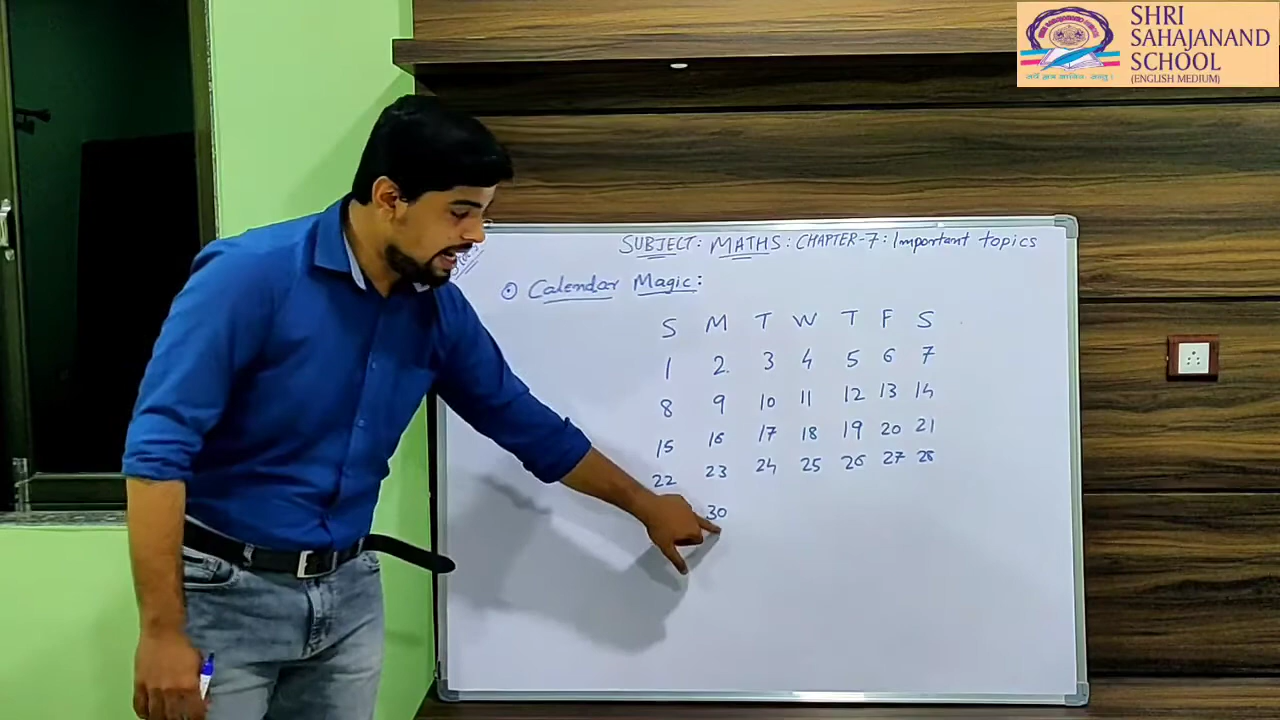 SHRI
SAHAJANAND
SCHOOL
(ENGLISH MEDIUM)
SUBJECT: MATHS: CHAPTER-7: Important topics
Calendar Magic:
S M T W T F S
1 2 3 4 5 6 7
8 9 10 11 12 13 14
15 16 17 18 19 20 21
22 23 24 25 26 27 28
30